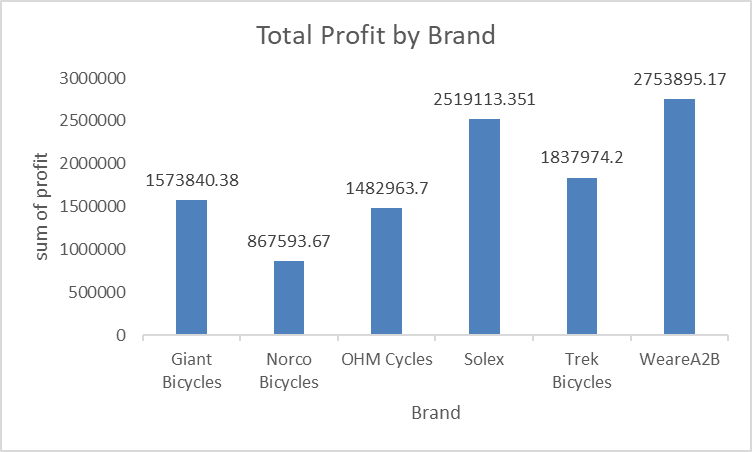 Total Profit by Brand
sum of profit
3000000
2500000
2000000
1500000
1000000
500000
0
1573840.38
867593.67
1482963.7
2519113.351
1837974.2
2753895.17
Giant
Bicycles
Norco
Bicycles
OHM Cycles
Solex
Trek
Bicycles
WeareA2B
Brand